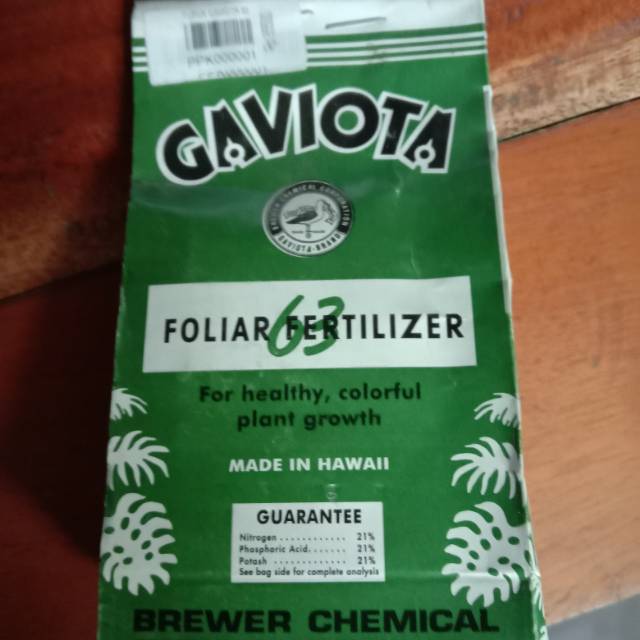 PPK000001
GAVIOTA
GAVIOTA-BRAND
FOLIAR 63 FERTILIZER
For healthy, colorful
plant growth
MADE IN HAWAII
GUARANTEE
Nitrogen ............ 21%
Phosphoric Acid....... 21%
Potash .............. 21%
See bag side for complete analysis
BREWER CHEMICAL